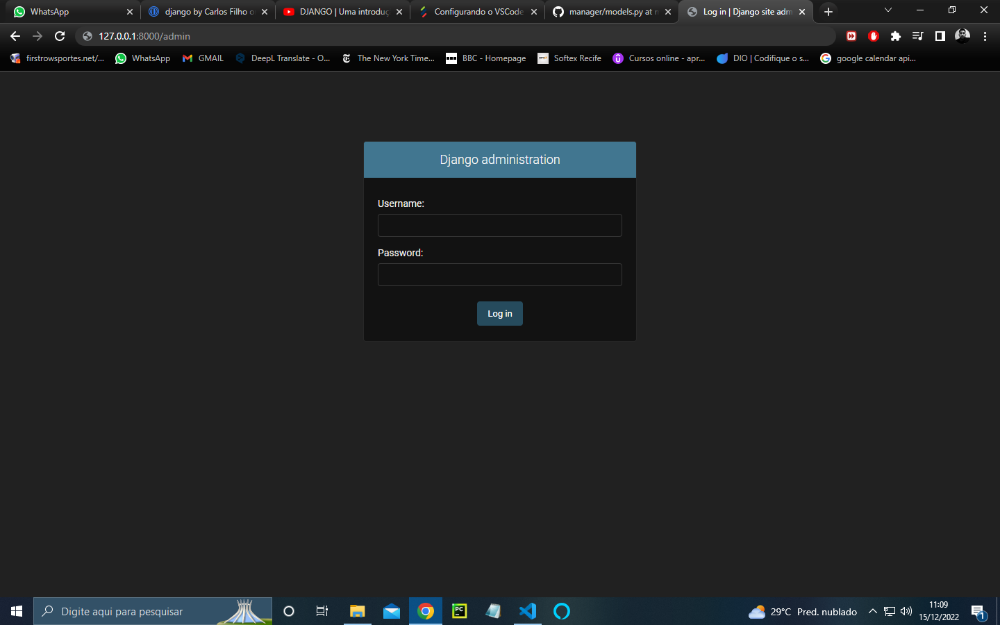 WhatsApp
django by Carlos Filho o
DJANGO | Uma introduç
Configurando o VSCode
manager/models.py at m
Log in | Django site adm
127.0.0.1:8000/admin
firstrowsportes.net/...
WhatsApp
GMAIL
DeepL Translate - O...
The New York Time...
BBC - Homepage
Softex Recife
Cursos online - apr...
DIO | Codifique o s...
google calendar api...
Django administration
Username:
Password:
Log in
Digite aqui para pesquisar
PC
29°C Pred. nublado
11:09
15/12/2022
1